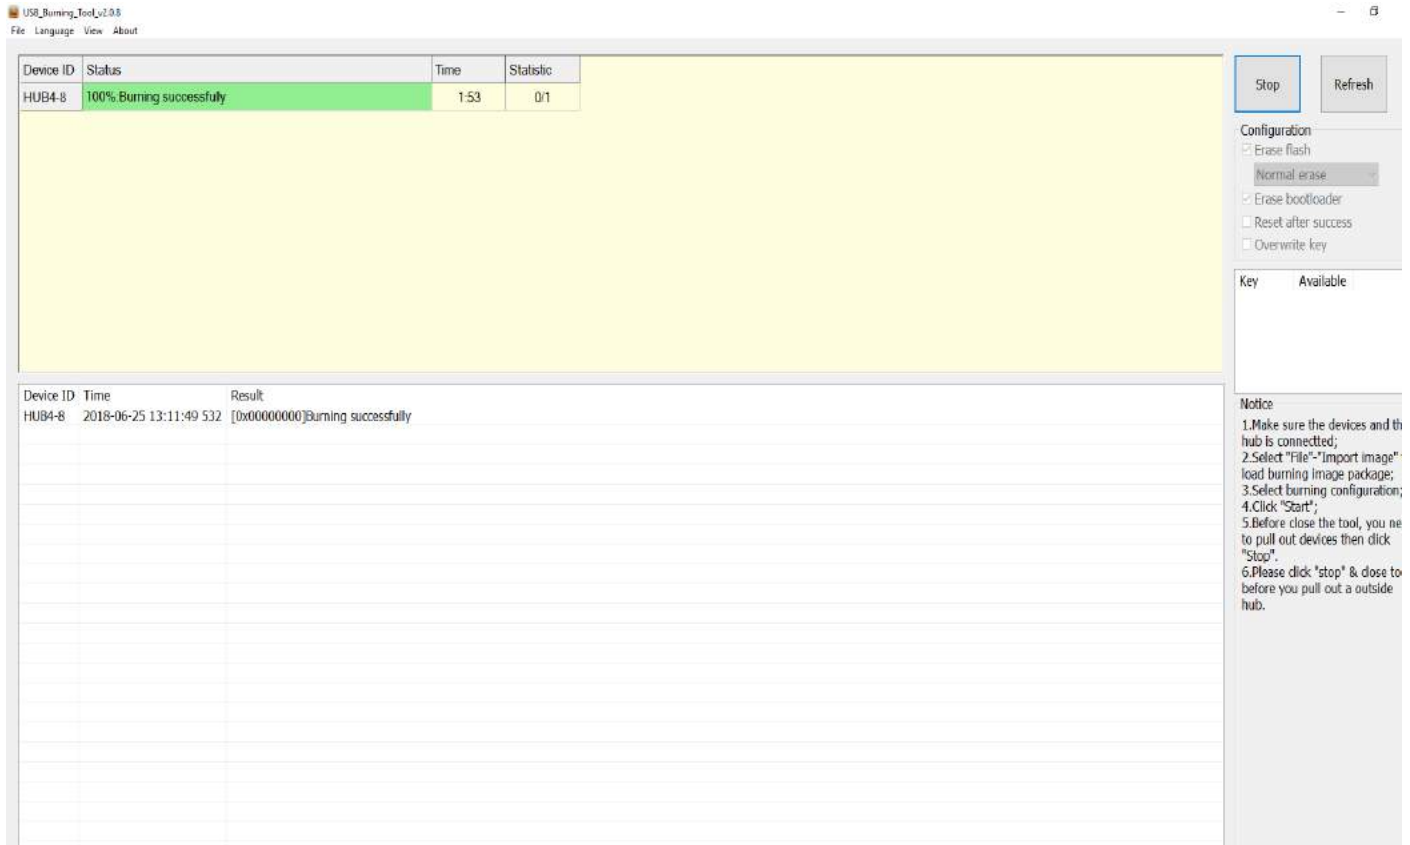 USB_Burning_Tool_v2.0.8
File Language View About
Device ID Status Time Statistic
HUB4-8 100%:Burning successfully 1:53 0/1
Stop
Refresh
Configuration
Erase flash
Normal erase
Erase bootloader
Reset after success
Overwrite key
Key Available
Device ID Time Result
HUB4-8 2018-06-25 13:11:49 532 [0x00000000]Burning successfully
Notice
1.Make sure the devices and th
hub is connectted;
2.Select "File"-"Import image"
load burning image package;
3.Select burning configuration;
4.Click "Start";
5.Before close the tool, you ne
to pull out devices then click
"Stop".
6.Please click "stop" & close to
before you pull out a outside
hub.